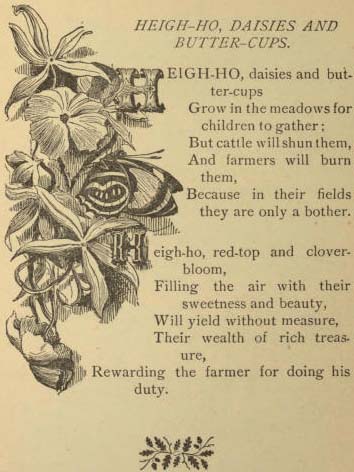 HEIGH-HO, DAISIES AND
BUTTER-CUPS.
HEIGH-HO, daisies and but-
ter-cups
Grow in the meadows for
children to gather;
But cattle will shun them,
And farmers will burn
them,
Because in their fields
they are only a bother.
Heigh-ho, red-top and clover-
bloom,
Filling the air with their
sweetness and beauty,
Will yield without measure,
Their wealth of rich treas-
ure,
Rewarding the farmer for doing his
duty.